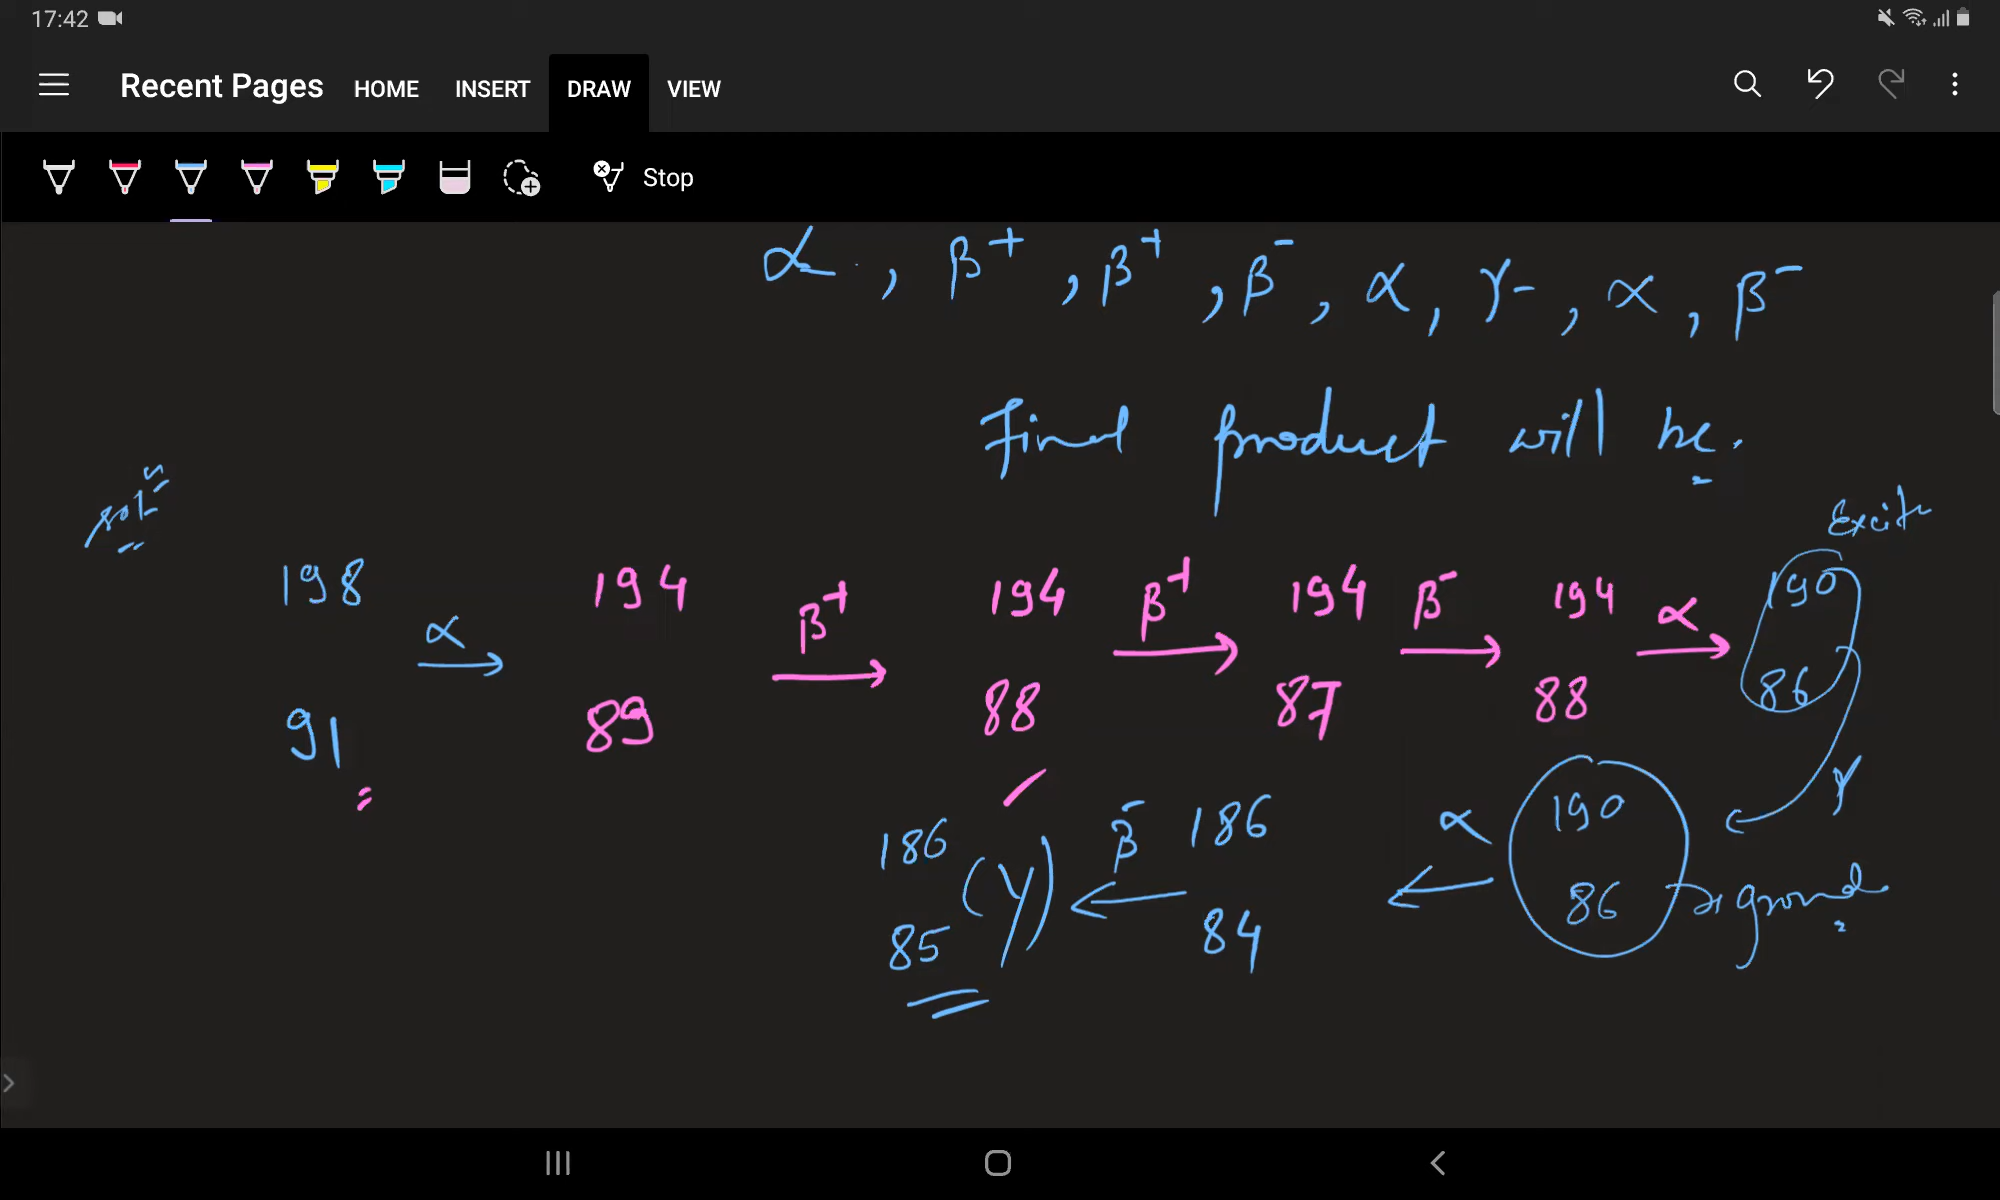 17:42
Recent Pages HOME INSERT DRAW VIEW
Stop
α , β+ , β+ , β- , α , γ- , α , β-
Final product will be.
Excite
198 α 194 β+ 194 β+ 194 β- 194 α 190
91 89 88 87 88 86
γ
186 (Y) β- 186 α 190
85 84 86 ground